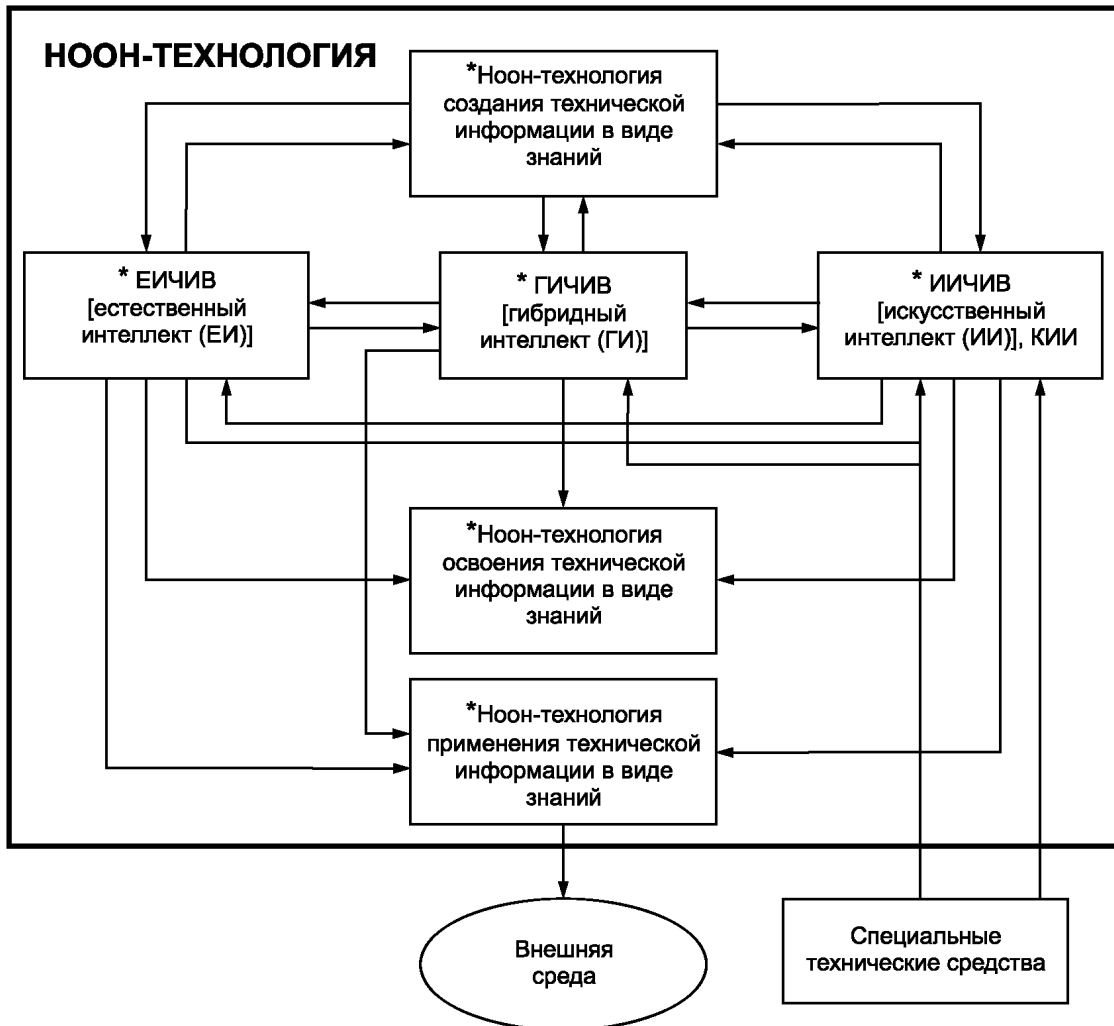 НООН-ТЕХНОЛОГИЯ
*Ноон-технология
создания технической
информации в виде
знаний
* ЕИЧИВ
[естественный
интеллект (ЕИ)]
* ГИЧИВ
[гибридный
интеллект (ГИ)]
* ИИЧИВ
[искусственный
интеллект (ИИ)], КИИ
*Ноон-технология
освоения технической
информации в виде
знаний
*Ноон-технология
применения технической
информации в виде
знаний
Внешняя
среда
Специальные
технические средства